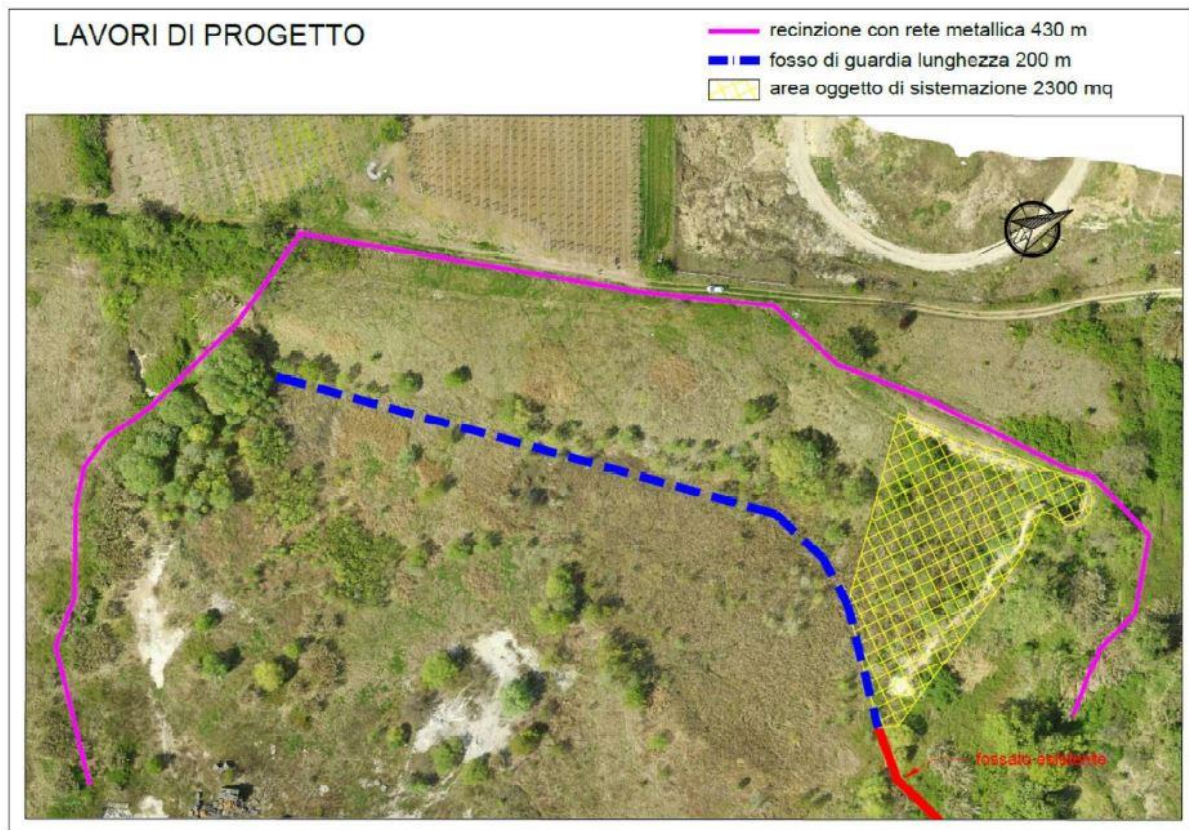 LAVORI DI PROGETTO
recinzione con rete metallica 430 m
fosso di guardia lunghezza 200 m
area oggetto di sistemazione 2300 mq
fossato esistente